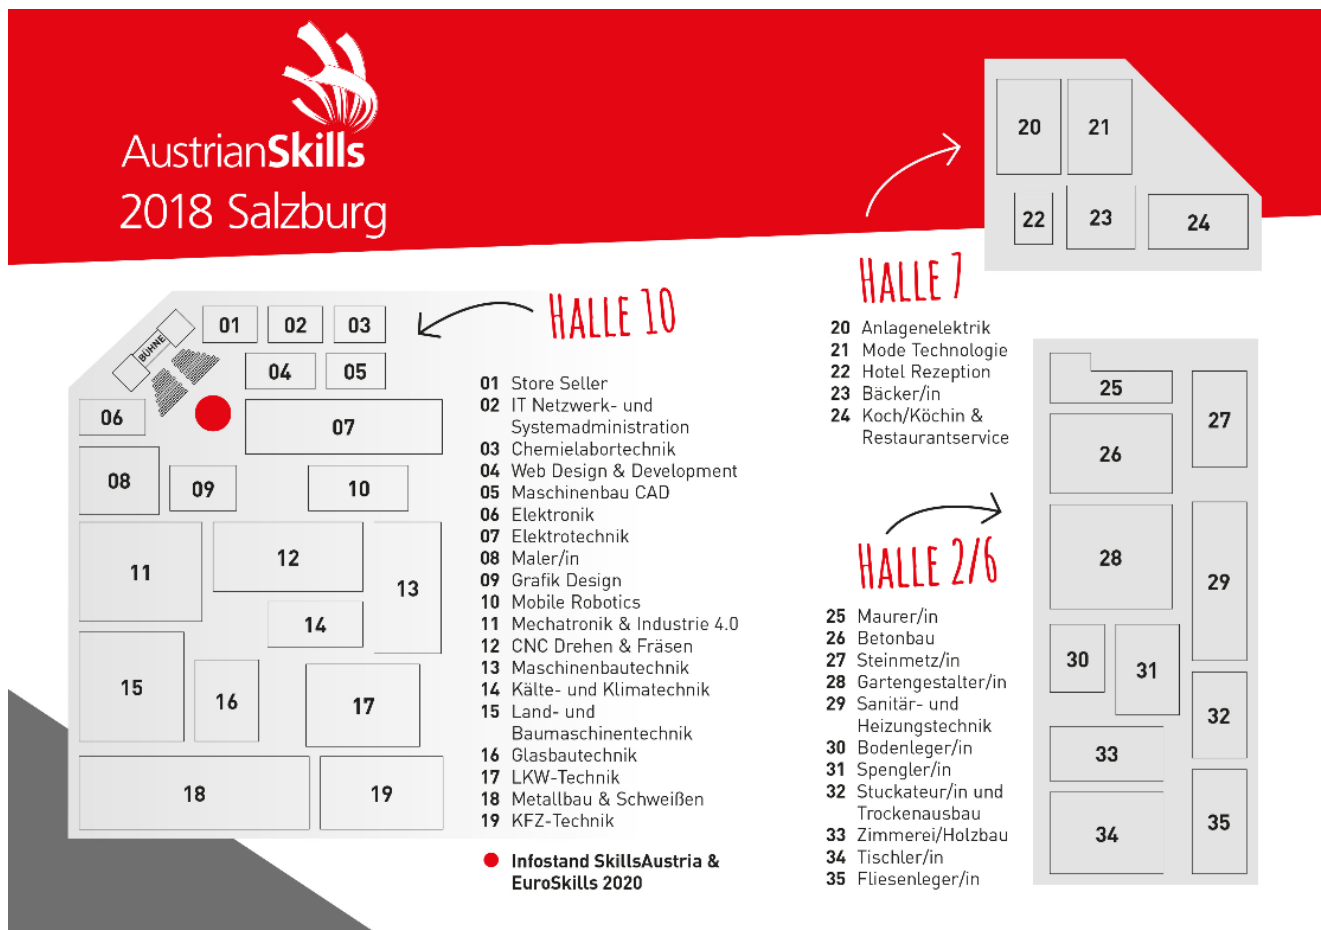 AustrianSkills
2018 Salzburg
20
21
22
23
24
HALLE 7
20 Anlagenelektrik
21 Mode Technologie
22 Hotel Rezeption
23 Bäcker/in
24 Koch/Köchin &
Restaurantservice
HALLE 10
BÜHNE
01
02
03
04
05
06
07
08
09
10
11
12
13
14
15
16
17
18
19
01 Store Seller
02 IT Netzwerk- und
Systemadministration
03 Chemielabortechnik
04 Web Design & Development
05 Maschinenbau CAD
06 Elektronik
07 Elektrotechnik
08 Maler/in
09 Grafik Design
10 Mobile Robotics
11 Mechatronik & Industrie 4.0
12 CNC Drehen & Fräsen
13 Maschinenbautechnik
14 Kälte- und Klimatechnik
15 Land- und
Baumaschinentechnik
16 Glasbautechnik
17 LKW-Technik
18 Metallbau & Schweißen
19 KFZ-Technik
Infostand SkillsAustria &
EuroSkills 2020
HALLE 2/6
25 Maurer/in
26 Betonbau
27 Steinmetz/in
28 Gartengestalter/in
29 Sanitär- und
Heizungstechnik
30 Bodenleger/in
31 Spengler/in
32 Stuckateur/in und
Trockenausbau
33 Zimmerei/Holzbau
34 Tischler/in
35 Fliesenleger/in
25
26
27
28
29
30
31
32
33
34
35